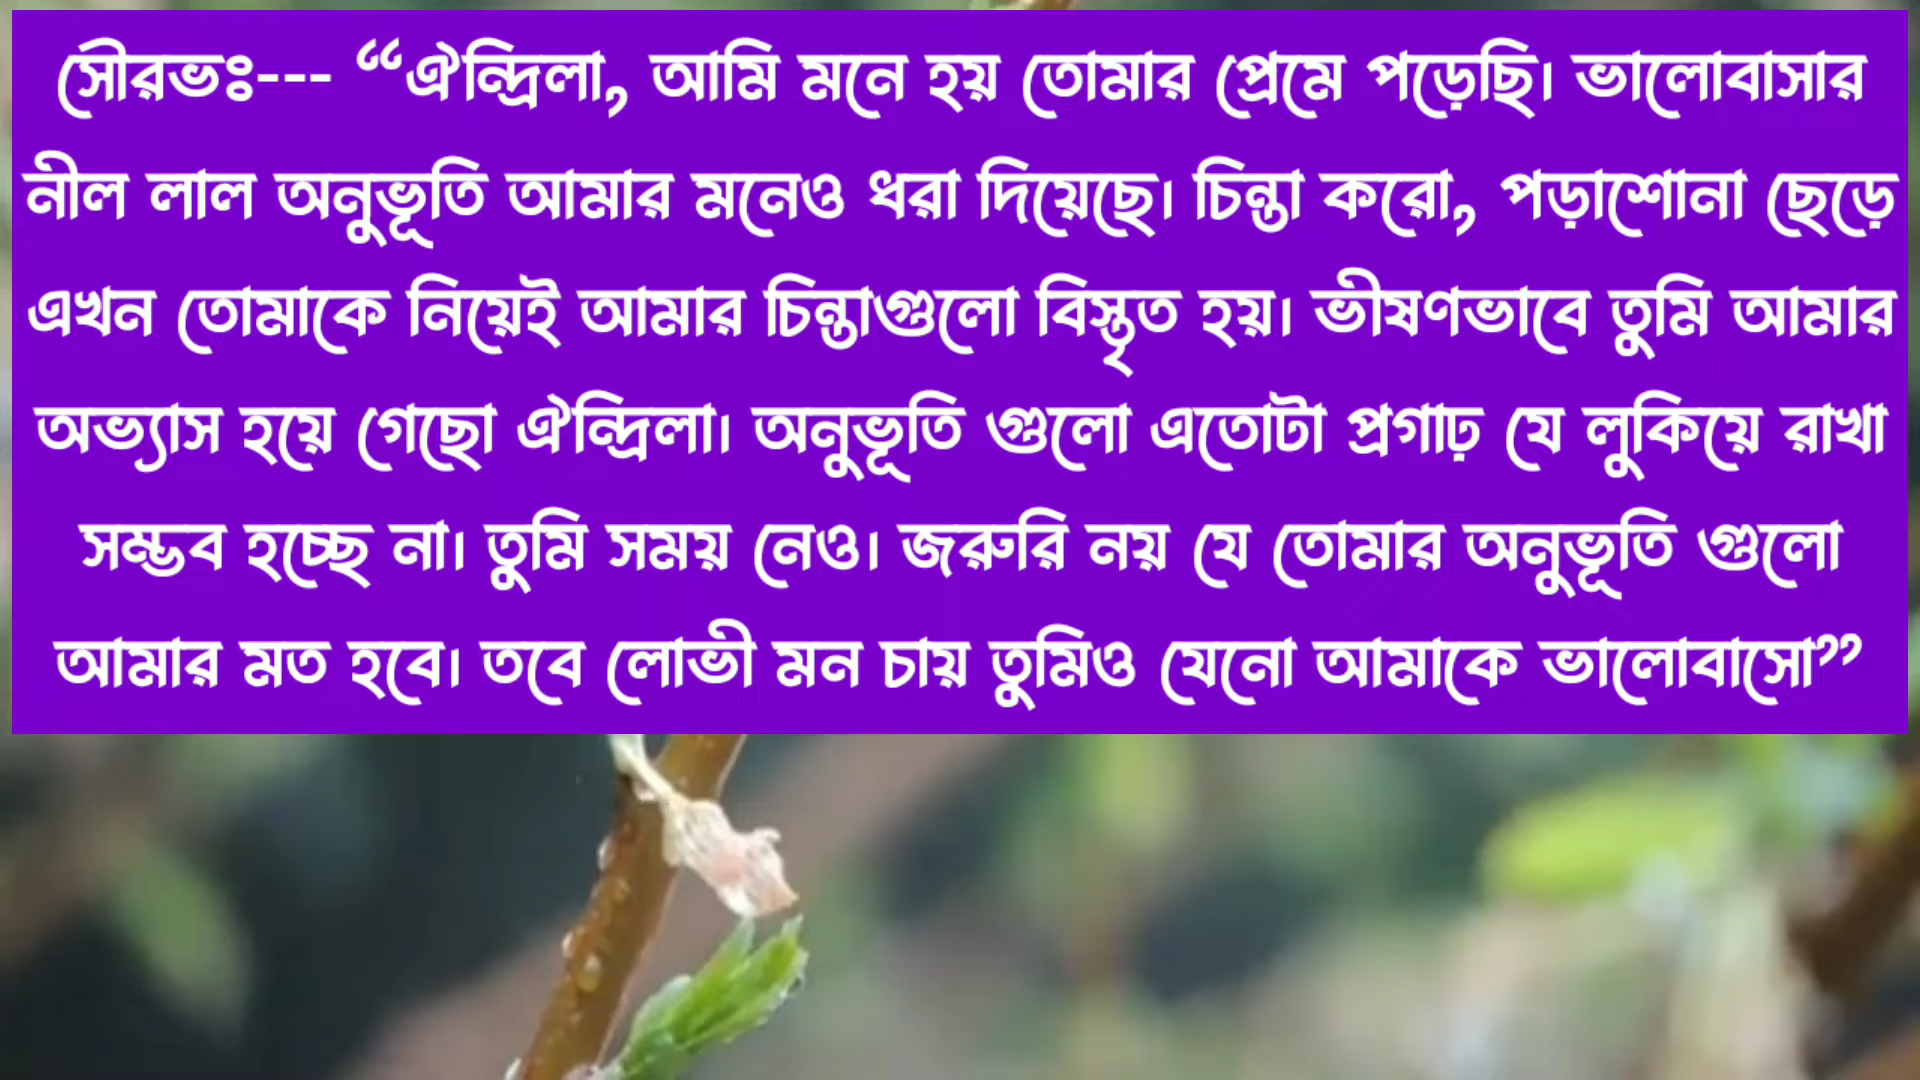 সৌরভঃ--- “ঐন্দ্রিলা, আমি মনে হয় তোমার প্রেমে পড়েছি। ভালোবাসার
নীল লাল অনুভূতি আমার মনেও ধরা দিয়েছে। চিন্তা করো, পড়াশোনা ছেড়ে
এখন তোমাকে নিয়েই আমার চিন্তাগুলো বিস্তৃত হয়। ভীষণভাবে তুমি আমার
অভ্যাস হয়ে গেছো ঐন্দ্রিলা। অনুভূতি গুলো এতোটা প্রগাঢ় যে লুকিয়ে রাখা
সম্ভব হচ্ছে না। তুমি সময় নেও। জরুরি নয় যে তোমার অনুভূতি গুলো
আমার মত হবে। তবে লোভী মন চায় তুমিও যেনো আমাকে ভালোবাসো”